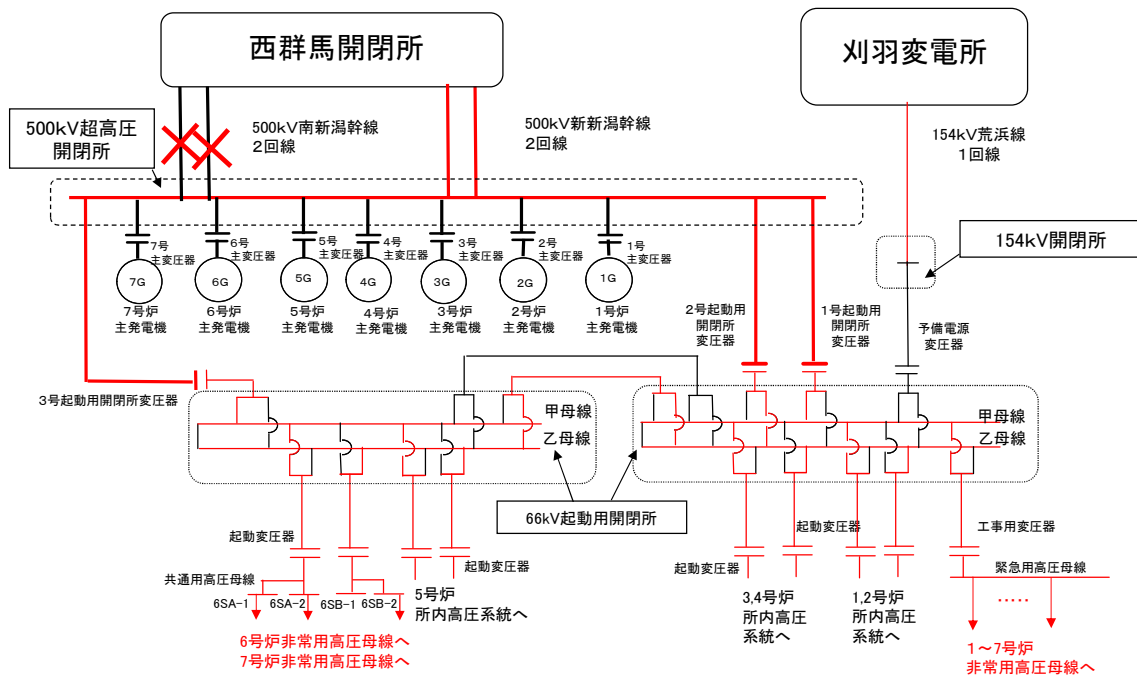 西群馬開閉所
刈羽変電所
500kV超高圧
開閉所
500kV南新潟幹線
2回線
500kV新新潟幹線
2回線
154kV荒浜線
1回線
154kV開閉所
7号
主変圧器
6号
主変圧器
5号
主変圧器
4号
主変圧器
3号
主変圧器
2号
主変圧器
1号
主変圧器
7G
6G
5G
4G
3G
2G
1G
7号炉
主発電機
6号炉
主発電機
5号炉
主発電機
4号炉
主発電機
3号炉
主発電機
2号炉
主発電機
1号炉
主発電機
2号起動用
開閉所
変圧器
1号起動用
開閉所
変圧器
予備電源
変圧器
3号起動用開閉所変圧器
甲母線
乙母線
甲母線
乙母線
66kV起動用開閉所
起動変圧器
起動変圧器
起動変圧器
起動変圧器
工事用変圧器
共通用高圧母線
6SA-1
6SA-2
6SB-1
6SB-2
5号炉
所内高圧系統へ
3,4号炉
所内高圧
系統へ
1,2号炉
所内高圧
系統へ
緊急用高圧母線
・・・・・
6号炉非常用高圧母線へ
7号炉非常用高圧母線へ
1～7号炉
非常用高圧母線へ